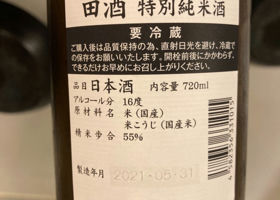 田酒 特別純米酒
要冷蔵
ご購入後は品質保持の為、直射日光を避け、冷蔵で
の保存をお願いいたします。開栓前後にかかわらず、
できるだけお早めにお召し上がりください。
品目 日本酒 内容量 720ml
アルコール分 16度
原材料名 米(国産)
米こうじ(国産米)
精米歩合 55%
製造年月 2021-05-31
4582356331015